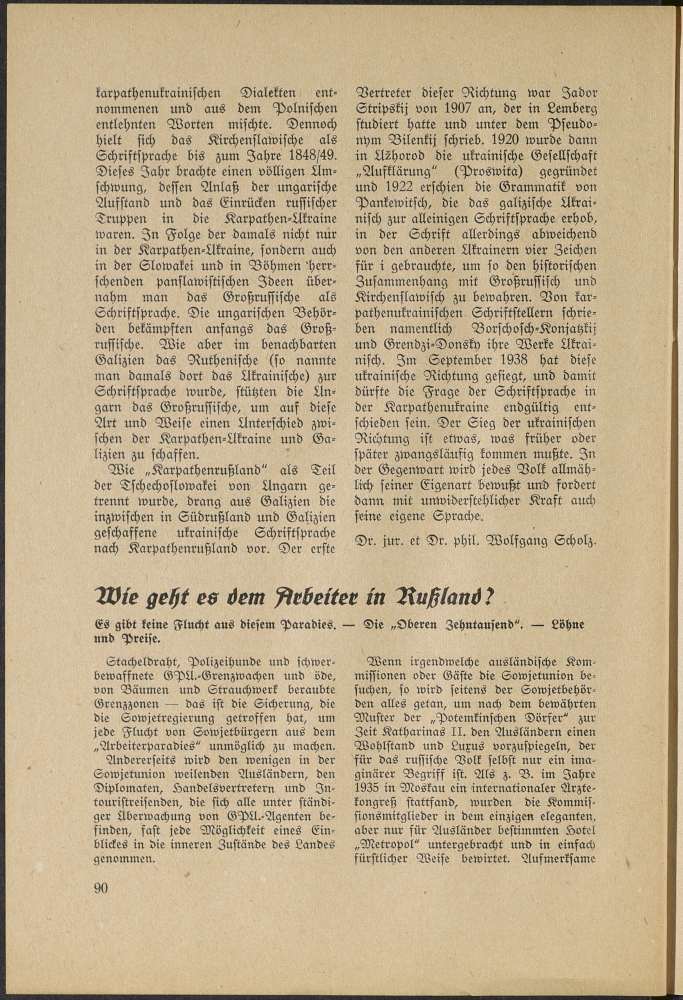 karpathenukrainischen Dialekten ent-
nommenen und aus dem Polnischen
entlehnten Worten mischte. Dennoch
hielt sich das Kirchenslawische als
Schriftsprache bis zum Jahre 1848/49.
Dieses Jahr brachte einen völligen Um-
schwung, dessen Anlaß der ungarische
Aufstand und das Einrücken russischer
Truppen in die Karpathen-Ukraine
waren. In Folge der damals nicht nur
in der Karpathen-Ukraine, sondern auch
in der Slowakei und in Böhmen herr-
schenden panslawistischen Ideen über-
nahm man das Großrussische als
Schriftsprache. Die ungarischen Behör-
den bekämpften anfangs das Groß-
russische. Wie aber im benachbarten
Galizien das Ruthenische (so nannte
man damals dort das Ukrainische) zur
Schriftsprache wurde, stützten die Un-
garn das Großrussische, um auf diese
Art und Weise einen Unterschied zwi-
schen der Karpathen-Ukraine und Ga-
lizien zu schaffen.
Wie „Karpathenrußland" als Teil
der Tschechoslowakei von Ungarn ge-
trennt wurde, drang aus Galizien die
inzwischen in Südrußland und Galizien
geschaffene ukrainische Schriftsprache
nach Karpathenrußland vor. Der erste
Vertreter dieser Richtung war Jador
Stripskij von 1907 an, der in Lemberg
studiert hatte und unter dem Pseudo-
nym Bilenkij schrieb. 1920 wurde dann
in Užhorod die ukrainische Gesellschaft
„Aufklärung" (Proswita) gegründet
und 1922 erschien die Grammatik von
Pankewitsch, die das galizische Ukrai-
nisch zur alleinigen Schriftsprache erhob,
in der Schrift allerdings abweichend
von den anderen Ukrainern vier Zeichen
für i gebrauchte, um so den historischen
Zusammenhang mit Großrussisch und
Kirchenslawisch zu bewahren. Von kar-
pathenukrainischen Schriftstellern schrie-
ben namentlich Borschosch-Konjatzkij
und Grendzi-Donsky ihre Werke Ukrai-
nisch. Im September 1938 hat diese
ukrainische Richtung gesiegt, und damit
dürfte die Frage der Schriftsprache in
der Karpathenukraine endgültig ent-
schieden sein. Der Sieg der ukrainischen
Richtung ist etwas, was früher oder
später zwangsläufig kommen mußte. In
der Gegenwart wird jedes Volk allmäh-
lich seiner Eigenart bewußt und fordert
dann mit unwiderstehlicher Kraft auch
seine eigene Sprache.
Dr. jur. et Dr. phil. Wolfgang Scholz.
Wie geht es dem Arbeiter in Rußland?
Es gibt keine Flucht aus diesem Paradies. — Die „Oberen Zehntausend". — Löhne
und Preise.
Stacheldraht, Polizeihunde und schwer-
bewaffnete GPU.-Grenzwachen und öde,
von Bäumen und Strauchwerk beraubte
Grenzzonen — das ist die Sicherung, die
die Sowjetregierung getroffen hat, um
jede Flucht von Sowjetbürgern aus dem
„Arbeiterparadies" unmöglich zu machen.
Andererseits wird den wenigen in der
Sowjetunion weilenden Ausländern, den
Diplomaten, Handelsvertretern und In-
touristreisenden, die sich alle unter ständi-
ger Überwachung von GPU.-Agenten be-
finden, fast jede Möglichkeit eines Ein-
blickes in die inneren Zustände des Landes
genommen.
Wenn irgendwelche ausländische Kom-
missionen oder Gäste die Sowjetunion be-
suchen, so wird seitens der Sowjetbehör-
den alles getan, um nach dem bewährten
Muster der „Potemkinschen Dörfer" zur
Zeit Katharinas II. den Ausländern einen
Wohlstand und Luxus vorzuspiegeln, der
für das russische Volk selbst nur ein ima-
ginärer Begriff ist. Als z. B. im Jahre
1935 in Moskau ein internationaler Ärzte-
kongreß stattfand, wurden die Kommis-
sionsmitglieder in dem einzigen eleganten,
aber nur für Ausländer bestimmten Hotel
„Metropol" untergebracht und in einfach
fürstlicher Weise bewirtet. Aufmerksame
90